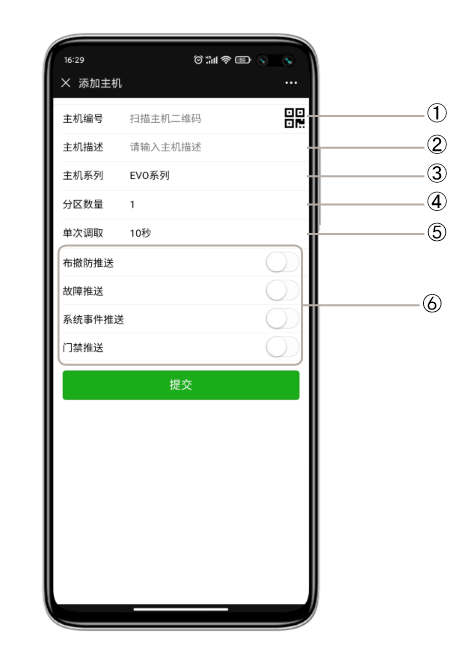 16:29
添加主机
主机编号 扫描主机二维码 ①
主机描述 请输入主机描述 ②
主机系列 EVO系列 ③
分区数量 1 ④
单次调取 10秒 ⑤
布撤防推送
故障推送
⑥
系统事件推送
门禁推送
提交